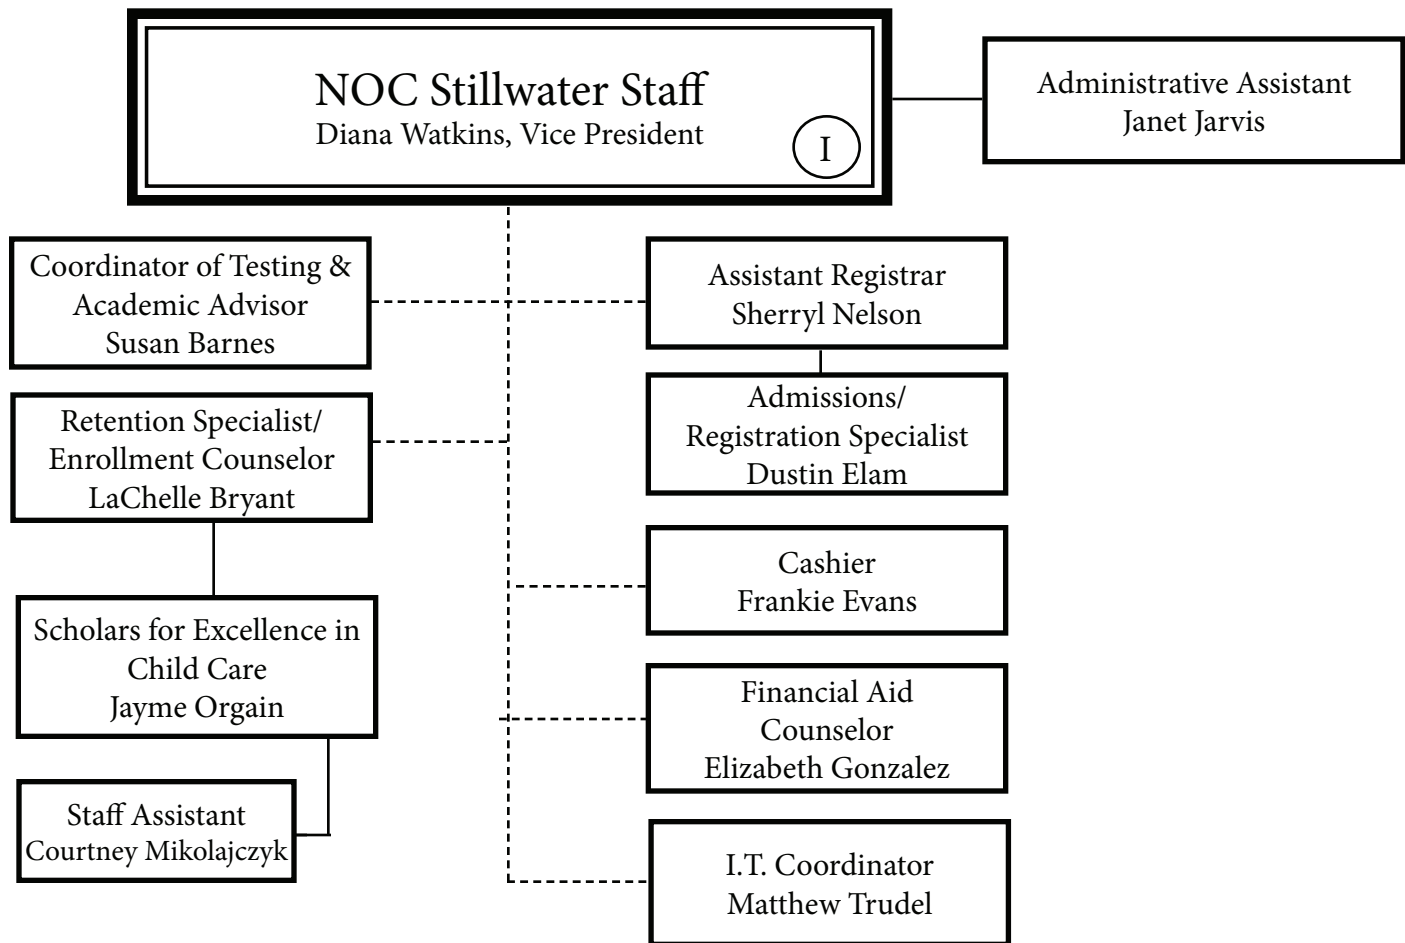 NOC Stillwater Staff
Diana Watkins, Vice President
I
Administrative Assistant
Janet Jarvis
Coordinator of Testing &
Academic Advisor
Susan Barnes
Assistant Registrar
Sherryl Nelson
Retention Specialist/
Enrollment Counselor
LaChelle Bryant
Admissions/
Registration Specialist
Dustin Elam
Cashier
Frankie Evans
Scholars for Excellence in
Child Care
Jayme Orgain
Financial Aid
Counselor
Elizabeth Gonzalez
Staff Assistant
Courtney Mikolajczyk
I.T. Coordinator
Matthew Trudel